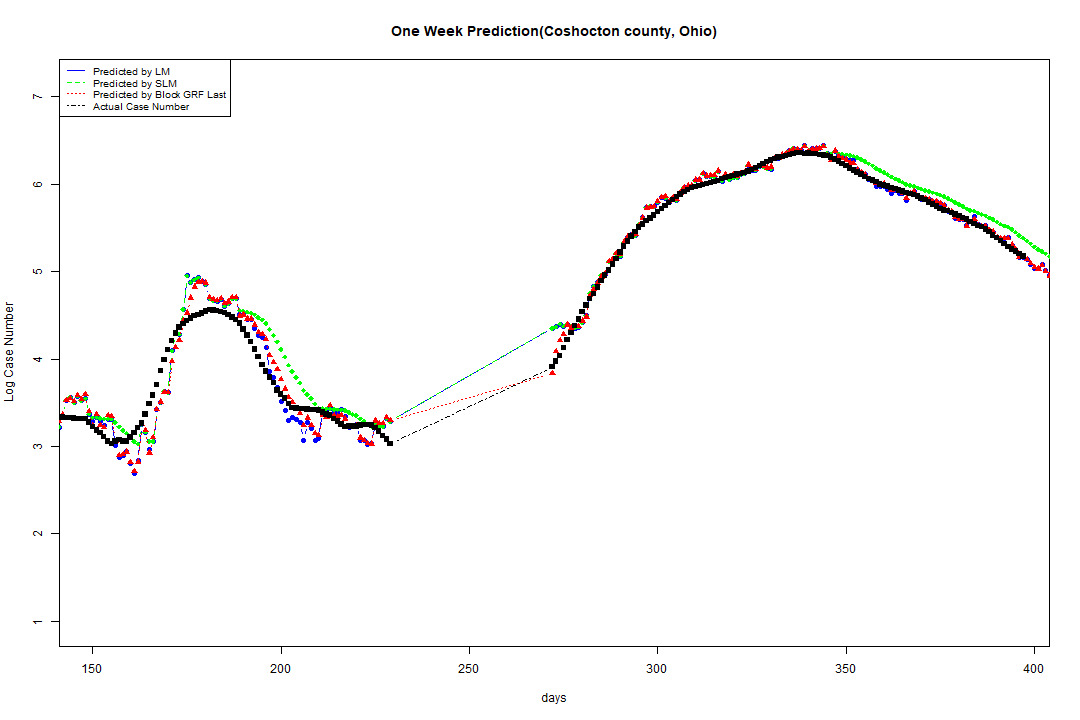 One Week Prediction(Coshocton county, Ohio)
Predicted by LM
Predicted by SLM
Predicted by Block GRF Last
Actual Case Number
Log Case Number
7
6
5
4
3
2
1
150 200 250 300 350 400
days